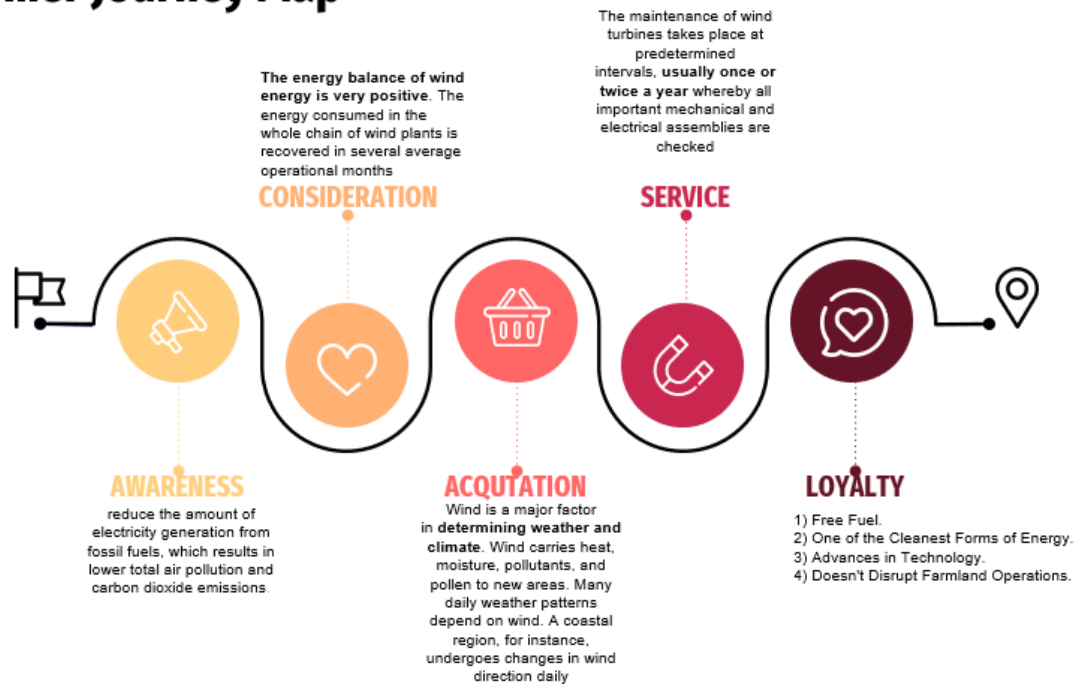 Journey Map
The maintenance of wind
turbines takes place at
predetermined
intervals, usually once or
twice a year whereby all
important mechanical and
electrical assemblies are
checked
The energy balance of wind
energy is very positive. The
energy consumed in the
whole chain of wind plants is
recovered in several average
operational months
CONSIDERATION
SERVICE
AWARENESS
reduce the amount of
electricity generation from
fossil fuels, which results in
lower total air pollution and
carbon dioxide emissions.
ACQUTATION
Wind is a major factor
in determining weather and
climate. Wind carries heat,
moisture, pollutants, and
pollen to new areas. Many
daily weather patterns
depend on wind. A coastal
region, for instance,
undergoes changes in wind
direction daily
LOYALTY
1) Free Fuel.
2) One of the Cleanest Forms of Energy.
3) Advances in Technology.
4) Doesn't Disrupt Farmland Operations.